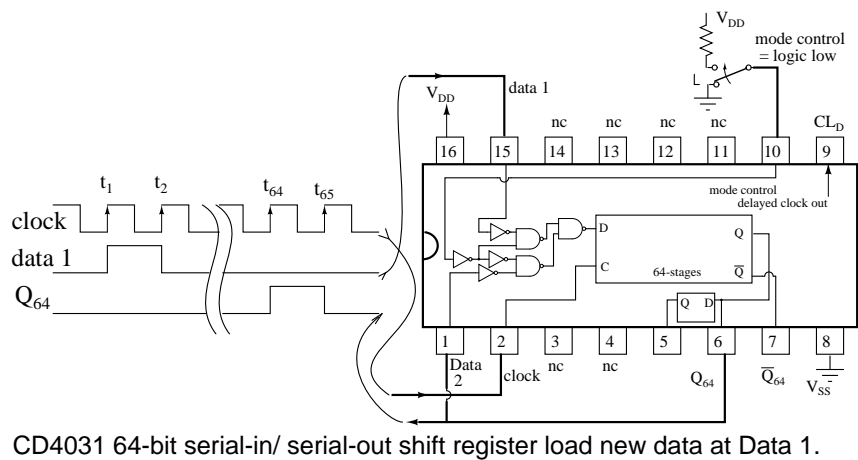 V_DD
mode control
= logic low
L
data 1
V_DD
nc nc nc nc CL_D
16 15 14 13 12 11 10 9
t_1 t_2 t_64 t_65
clock
data 1
Q_64
mode control
delayed clock out
D Q
C Q̅
64-stages
Q D
1 2 3 4 5 6 7 8
Data
2
clock
nc
nc
Q_64
Q̅_64
V_SS
CD4031 64-bit serial-in/ serial-out shift register load new data at Data 1.